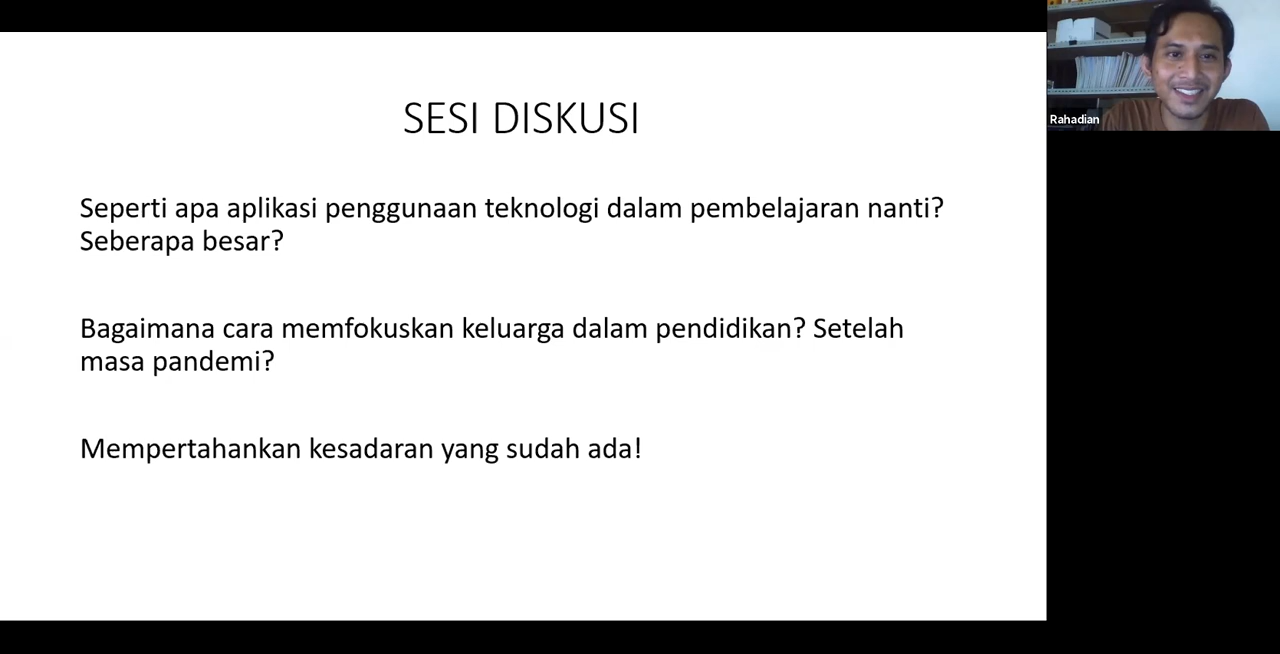 SESI DISKUSI
Seperti apa aplikasi penggunaan teknologi dalam pembelajaran nanti?
Seberapa besar?
Bagaimana cara memfokuskan keluarga dalam pendidikan? Setelah
masa pandemi?
Mempertahankan kesadaran yang sudah ada!
Rahadian